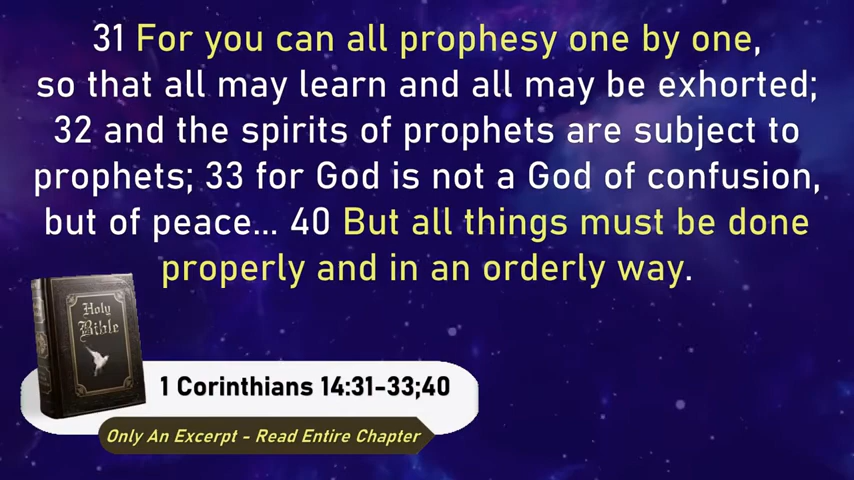 31 For you can all prophesy one by one,
so that all may learn and all may be exhorted;
32 and the spirits of prophets are subject to
prophets; 33 for God is not a God of confusion,
but of peace... 40 But all things must be done
properly and in an orderly way.
Holy
Bible
1 Corinthians 14:31-33;40
Only An Excerpt - Read Entire Chapter